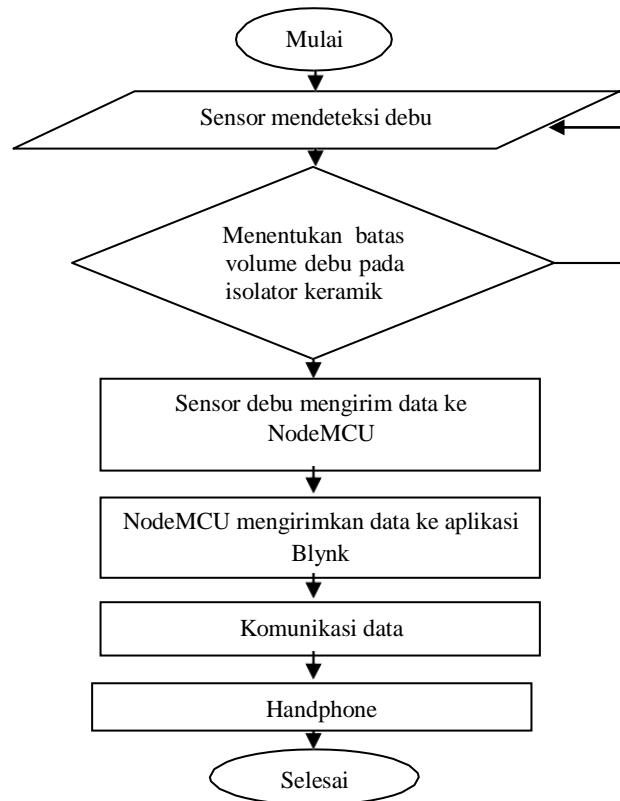 Mulai
Sensor mendeteksi debu
Menentukan batas
volume debu pada
isolator keramik
Sensor debu mengirim data ke
NodeMCU
NodeMCU mengirimkan data ke aplikasi
Blynk
Komunikasi data
Handphone
Selesai